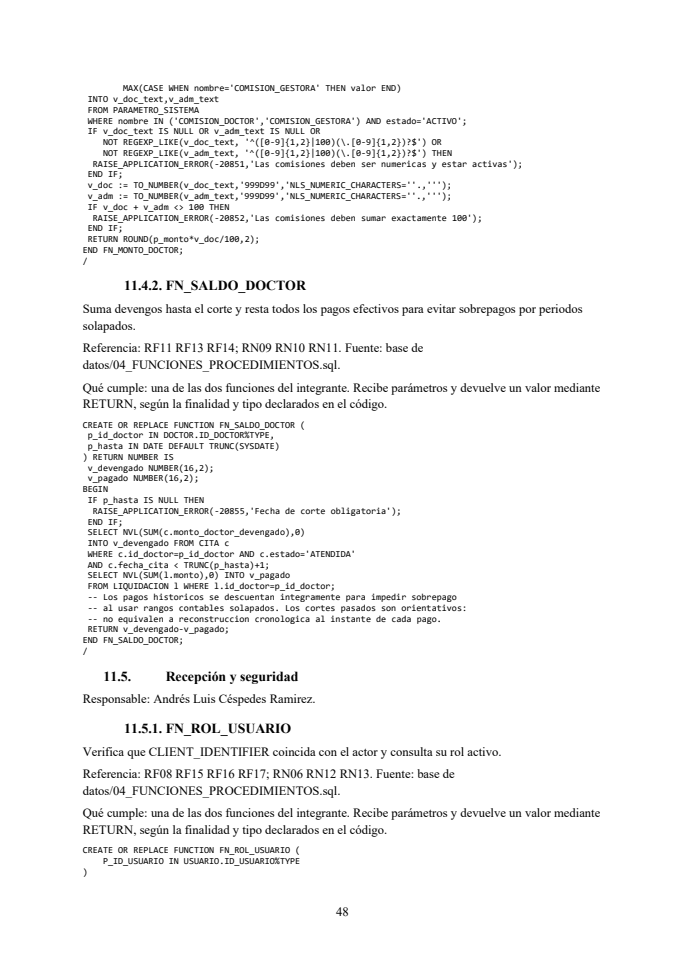 MAX(CASE WHEN nombre='COMISION_GESTORA' THEN valor END)
INTO v_doc_text,v_adm_text
FROM PARAMETRO_SISTEMA
WHERE nombre IN ('COMISION_DOCTOR','COMISION_GESTORA') AND estado='ACTIVO';
IF v_doc_text IS NULL OR v_adm_text IS NULL OR
NOT REGEXP_LIKE(v_doc_text, '^([0-9]{1,2}|100)(\.[0-9]{1,2})?$') OR
NOT REGEXP_LIKE(v_adm_text, '^([0-9]{1,2}|100)(\.[0-9]{1,2})?$') THEN
RAISE_APPLICATION_ERROR(-20851,'Las comisiones deben ser numericas y estar activas');
END IF;
v_doc := TO_NUMBER(v_doc_text,'999D99','NLS_NUMERIC_CHARACTERS=''.,''');
v_adm := TO_NUMBER(v_adm_text,'999D99','NLS_NUMERIC_CHARACTERS=''.,''');
IF v_doc + v_adm <> 100 THEN
RAISE_APPLICATION_ERROR(-20852,'Las comisiones deben sumar exactamente 100');
END IF;
RETURN ROUND(p_monto*v_doc/100,2);
END FN_MONTO_DOCTOR;
/
11.4.2. FN_SALDO_DOCTOR
Suma devengos hasta el corte y resta todos los pagos efectivos para evitar sobrepagos por periodos
solapados.
Referencia: RF11 RF13 RF14; RN09 RN10 RN11. Fuente: base de
datos/04_FUNCIONES_PROCEDIMIENTOS.sql.
Qué cumple: una de las dos funciones del integrante. Recibe parámetros y devuelve un valor mediante
RETURN, según la finalidad y tipo declarados en el código.
CREATE OR REPLACE FUNCTION FN_SALDO_DOCTOR (
p_id_doctor IN DOCTOR.ID_DOCTOR%TYPE,
p_hasta IN DATE DEFAULT TRUNC(SYSDATE)
) RETURN NUMBER IS
v_devengado NUMBER(16,2);
v_pagado NUMBER(16,2);
BEGIN
IF p_hasta IS NULL THEN
RAISE_APPLICATION_ERROR(-20855,'Fecha de corte obligatoria');
END IF;
SELECT NVL(SUM(c.monto_doctor_devengado),0)
INTO v_devengado FROM CITA c
WHERE c.id_doctor=p_id_doctor AND c.estado='ATENDIDA'
AND c.fecha_cita < TRUNC(p_hasta)+1;
SELECT NVL(SUM(l.monto),0) INTO v_pagado
FROM LIQUIDACION l WHERE l.id_doctor=p_id_doctor;
-- Los pagos historicos se descuentan integramente para impedir sobrepago
-- al usar rangos contables solapados. Los cortes pasados son orientativos:
-- no equivalen a reconstruccion cronologica al instante de cada pago.
RETURN v_devengado-v_pagado;
END FN_SALDO_DOCTOR;
/
11.5. Recepción y seguridad
Responsable: Andrés Luis Céspedes Ramirez.
11.5.1. FN_ROL_USUARIO
Verifica que CLIENT_IDENTIFIER coincida con el actor y consulta su rol activo.
Referencia: RF08 RF15 RF16 RF17; RN06 RN12 RN13. Fuente: base de
datos/04_FUNCIONES_PROCEDIMIENTOS.sql.
Qué cumple: una de las dos funciones del integrante. Recibe parámetros y devuelve un valor mediante
RETURN, según la finalidad y tipo declarados en el código.
CREATE OR REPLACE FUNCTION FN_ROL_USUARIO (
P_ID_USUARIO IN USUARIO.ID_USUARIO%TYPE
)
48